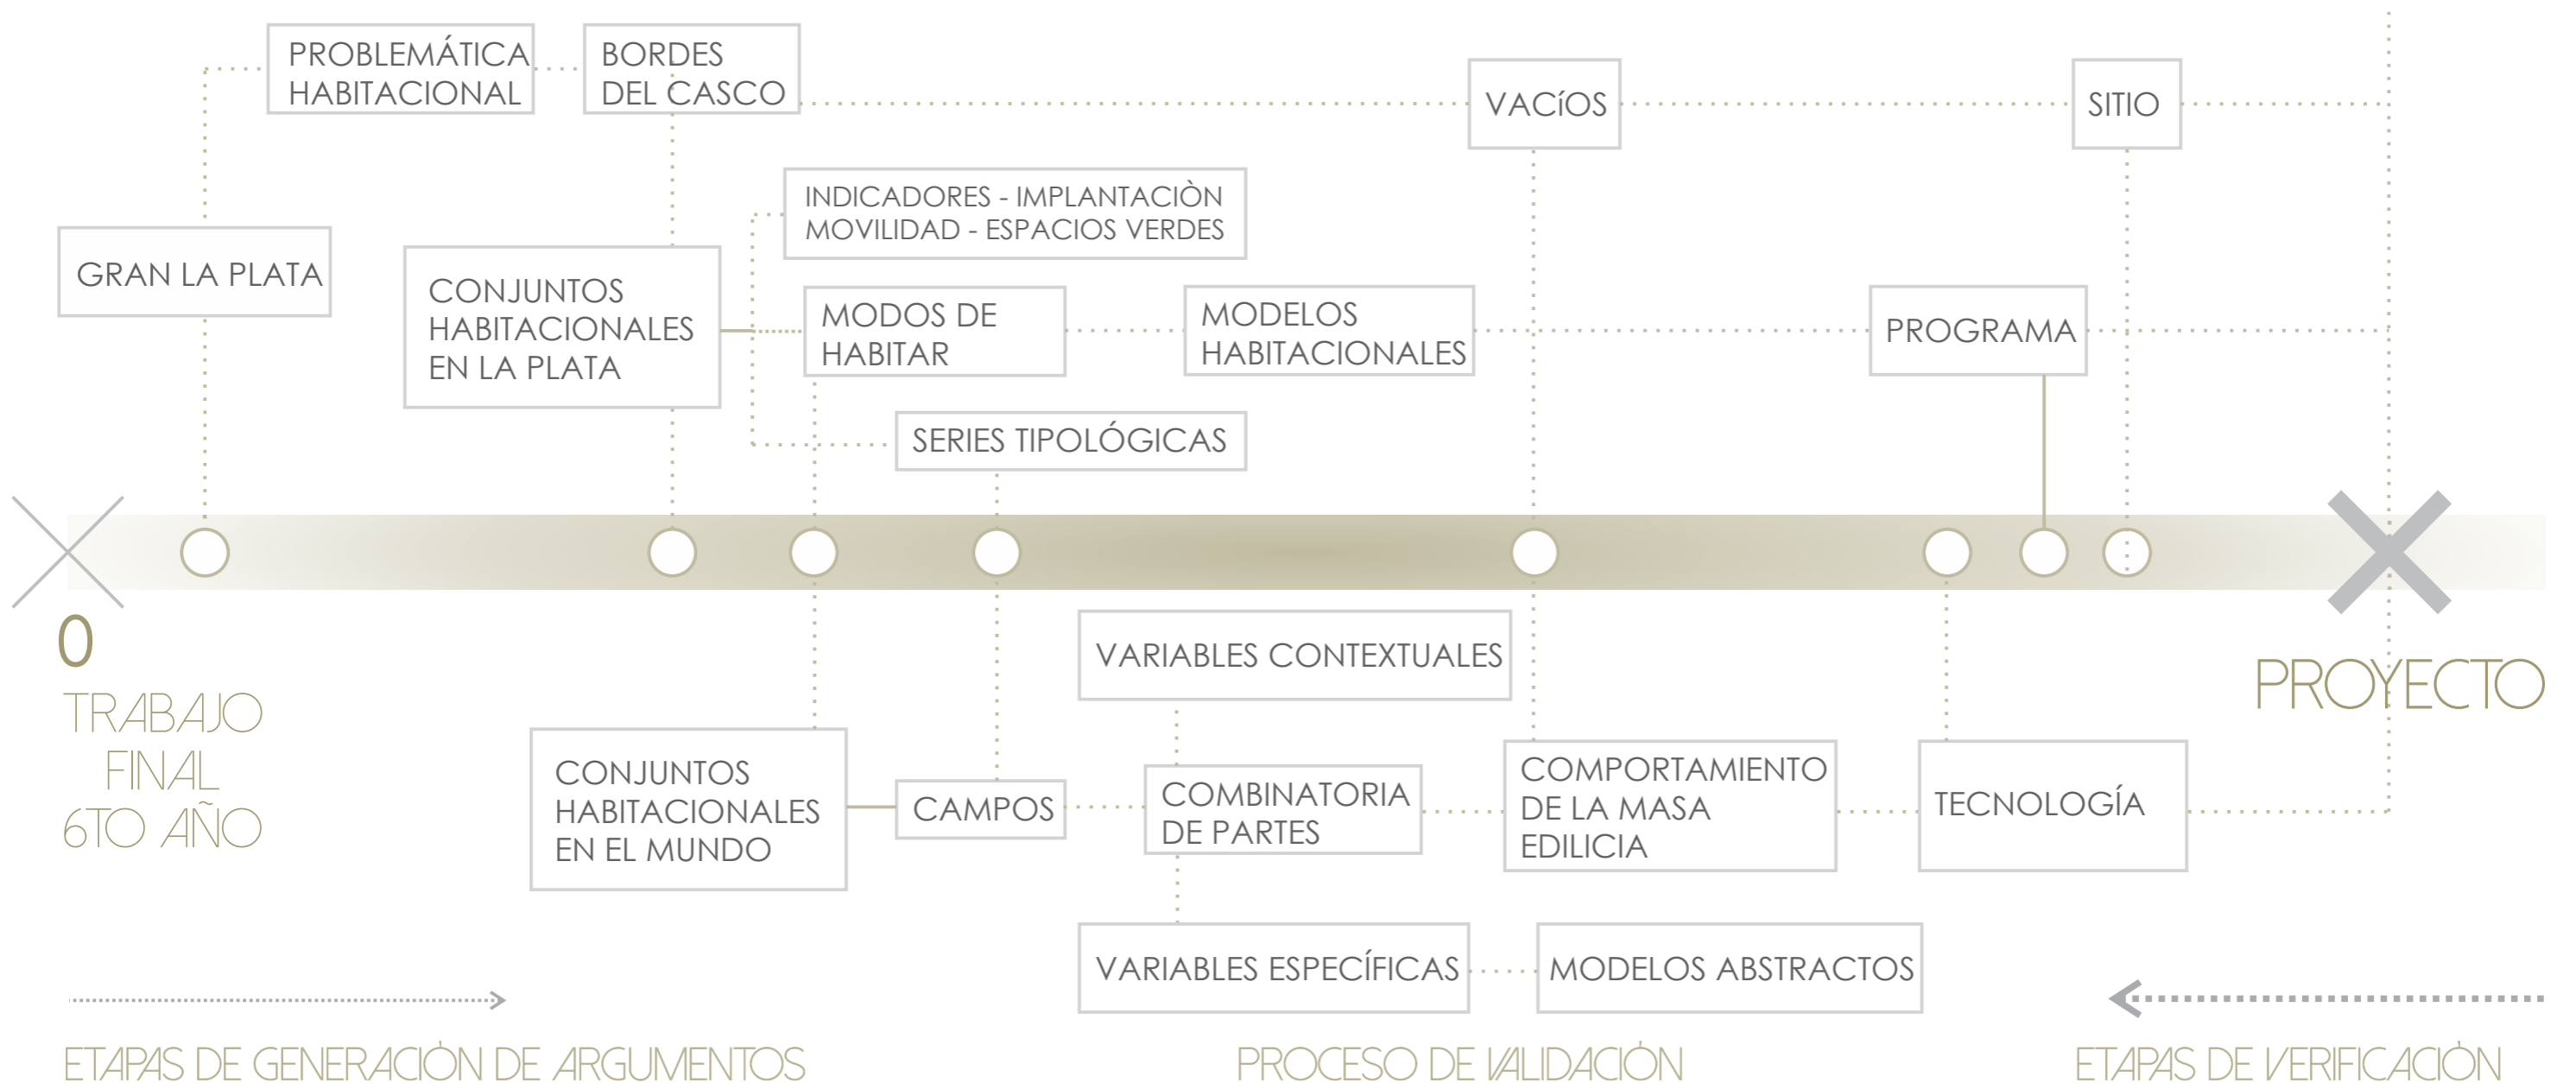 PROBLEMÁTICA
HABITACIONAL
BORDES
DEL CASCO
VACíOS
SITIO
INDICADORES - IMPLANTACIÒN
MOVILIDAD - ESPACIOS VERDES
GRAN LA PLATA
CONJUNTOS
HABITACIONALES
EN LA PLATA
MODOS DE
HABITAR
MODELOS
HABITACIONALES
PROGRAMA
SERIES TIPOLÓGICAS
0
TRABAJO
FINAL
6TO AÑO
PROYECTO
VARIABLES CONTEXTUALES
CONJUNTOS
HABITACIONALES
EN EL MUNDO
CAMPOS
COMBINATORIA
DE PARTES
COMPORTAMIENTO
DE LA MASA
EDILICIA
TECNOLOGÍA
VARIABLES ESPECÍFICAS
MODELOS ABSTRACTOS
ETAPAS DE GENERACIÓN DE ARGUMENTOS
PROCESO DE VALIDACIÓN
ETAPAS DE VERIFICACIÓN